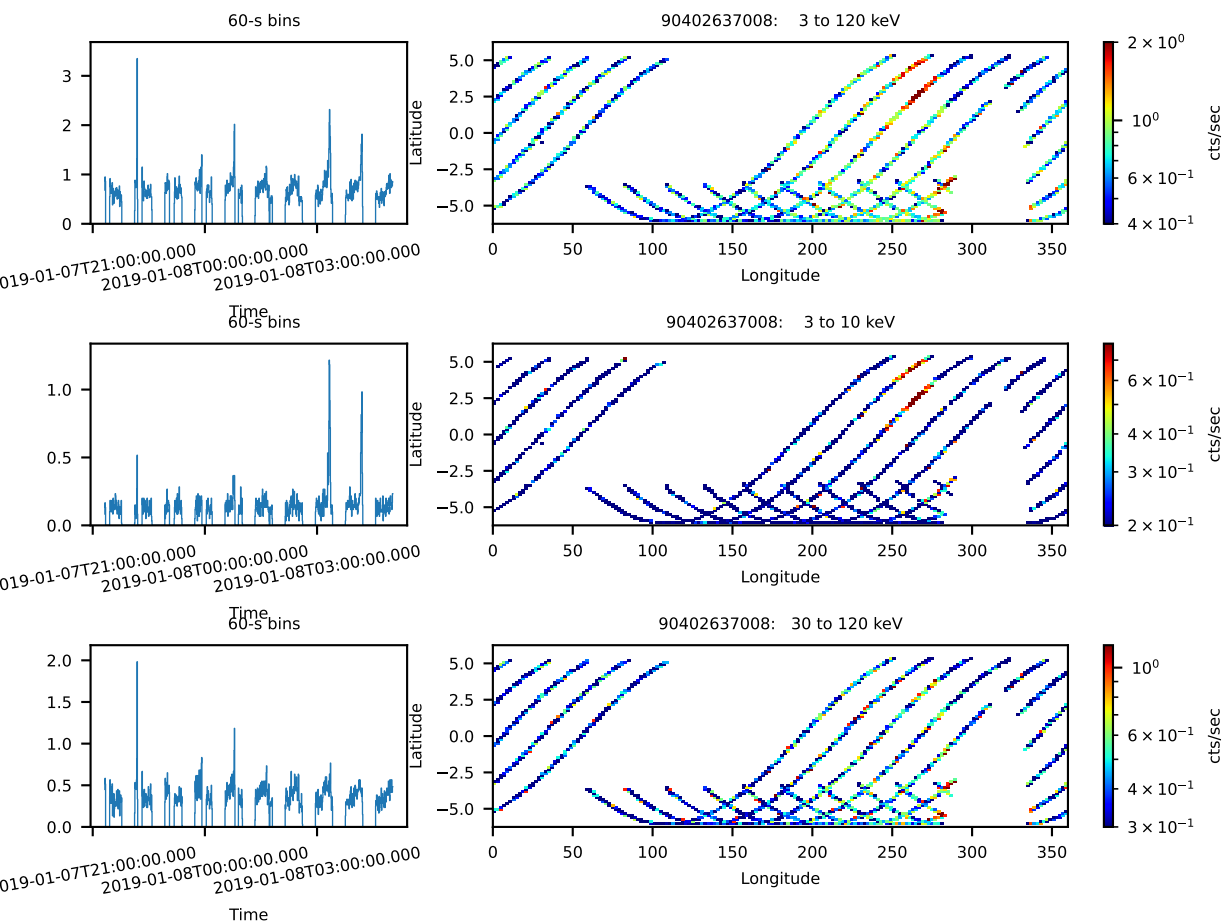 60-s bins
90402637008:    3 to 120 keV
3
2
1
0
Latitude
5.0
2.5
0.0
−2.5
−5.0
2 × 10⁰
10⁰
6 × 10⁻¹
4 × 10⁻¹
cts/sec
0 50 100 150 200 250 300 350
019-01-07T21:00:00.000
2019-01-08T00:00:00.000
2019-01-08T03:00:00.000
Longitude
Time
60-s bins
90402637008:    3 to 10 keV
1.0
0.5
0.0
Latitude
5.0
2.5
0.0
−2.5
−5.0
6 × 10⁻¹
4 × 10⁻¹
3 × 10⁻¹
2 × 10⁻¹
cts/sec
0 50 100 150 200 250 300 350
019-01-07T21:00:00.000
2019-01-08T00:00:00.000
2019-01-08T03:00:00.000
Longitude
Time
60-s bins
90402637008:   30 to 120 keV
2.0
1.5
1.0
0.5
0.0
Latitude
5.0
2.5
0.0
−2.5
−5.0
10⁰
6 × 10⁻¹
4 × 10⁻¹
3 × 10⁻¹
cts/sec
0 50 100 150 200 250 300 350
019-01-07T21:00:00.000
2019-01-08T00:00:00.000
2019-01-08T03:00:00.000
Longitude
Time